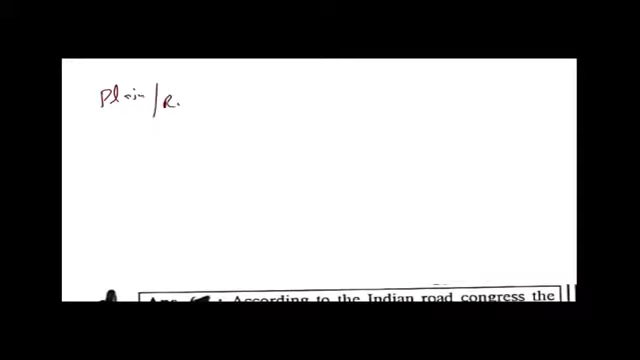 Plain/R.
: According to the Indian road congress the